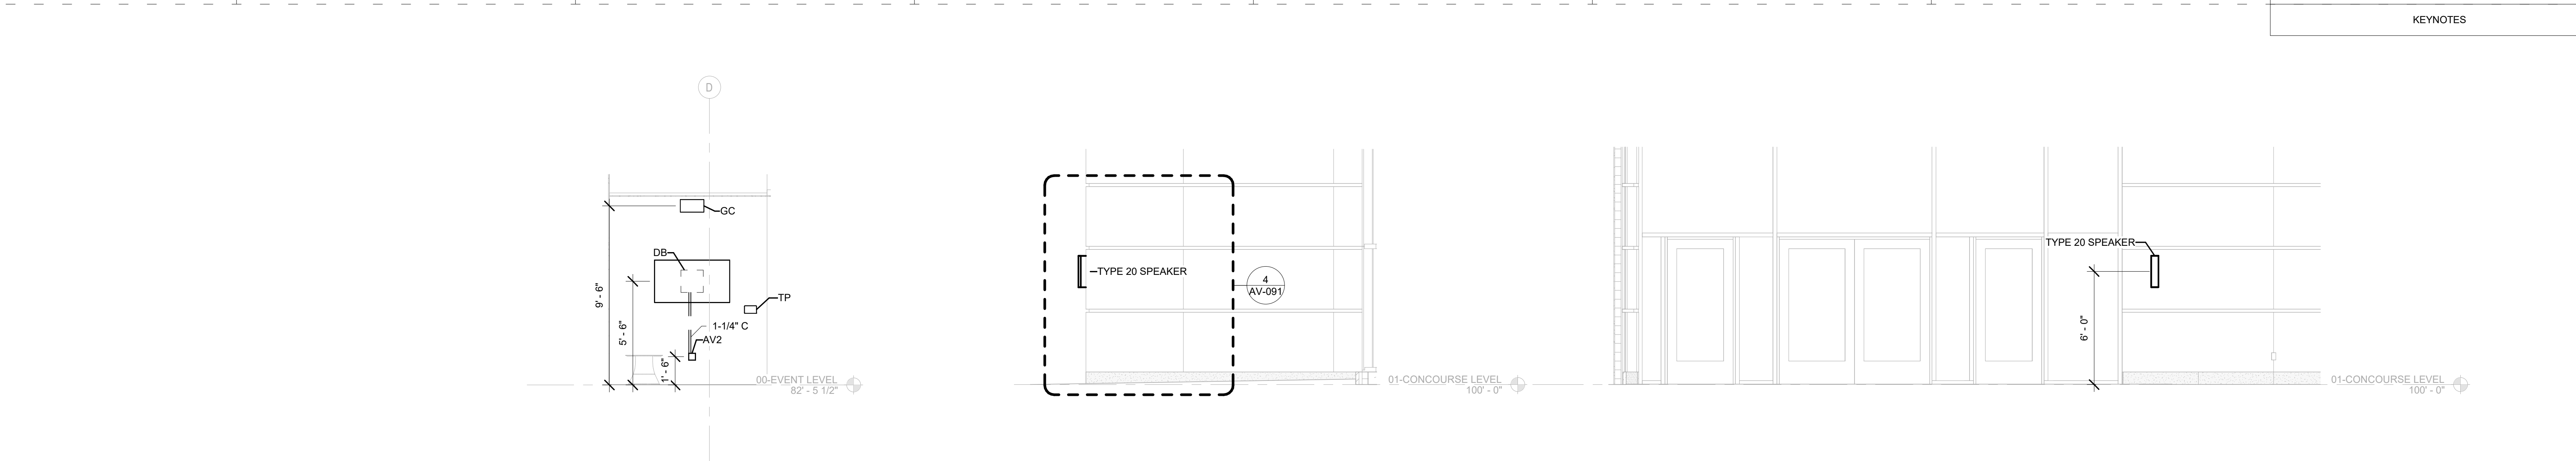 KEYNOTES
D
GC
DB
9' - 6"
TP
5' - 6"
1-1/4" C
AV2
1' - 6"
00-EVENT LEVEL
82' - 5 1/2"
TYPE 20 SPEAKER
4
AV-091
01-CONCOURSE LEVEL
100' - 0"
TYPE 20 SPEAKER
6' - 0"
01-CONCOURSE LEVEL
100' - 0"